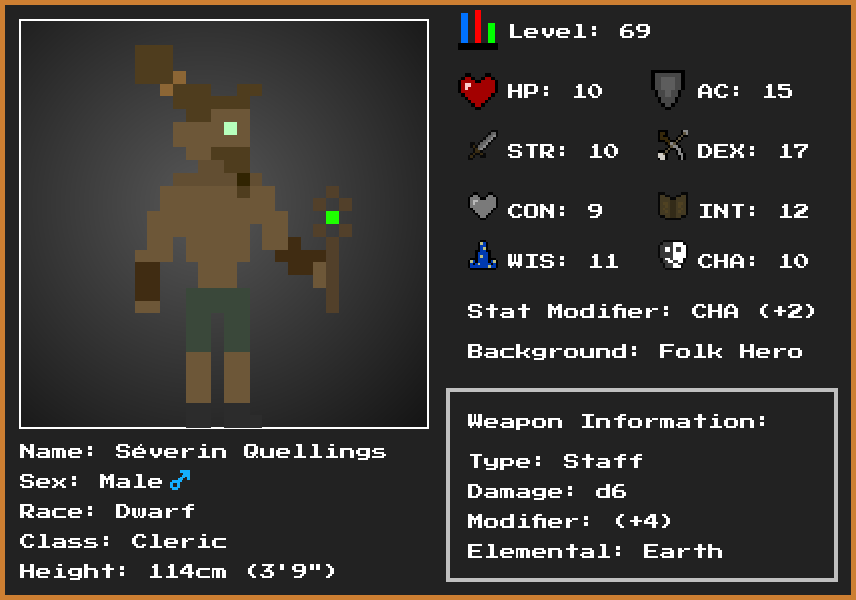 Level: 69
HP: 10
AC: 15
STR: 10
DEX: 17
CON: 9
INT: 12
WIS: 11
CHA: 10
Stat Modifier: CHA (+2)
Background: Folk Hero
Weapon Information:
Type: Staff
Damage: d6
Modifier: (+4)
Elemental: Earth
Name: Séverin Quellings
Sex: Male♂
Race: Dwarf
Class: Cleric
Height: 114cm (3'9")